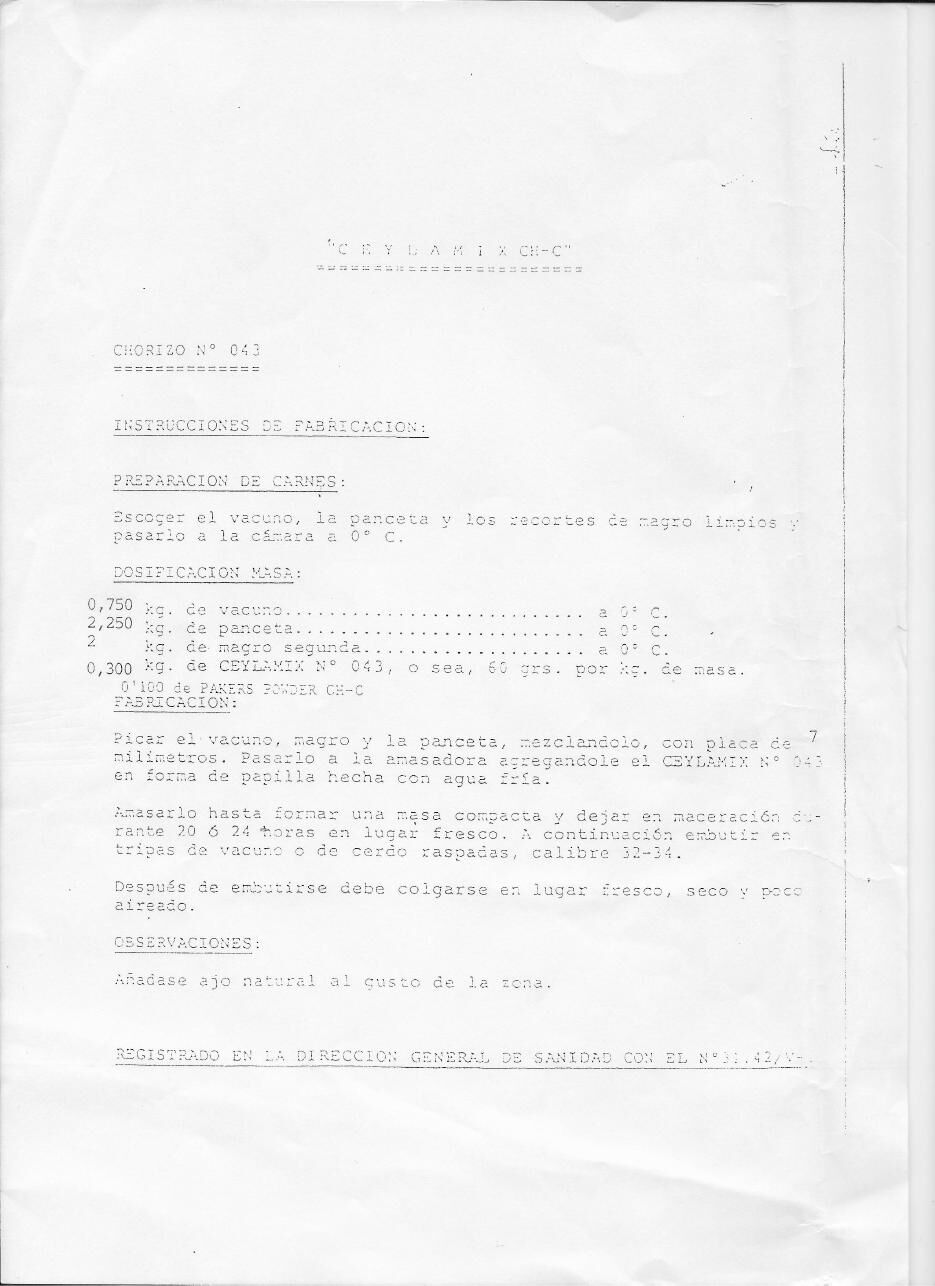 "C E Y L A M I X CH-C"
=======================
CHORIZO N° 043
==============
INSTRUCCIONES DE FABRICACION:
PREPARACION DE CARNES:
Escoger el vacuno, la panceta y los recortes de magro limpios y
pasarlo a la cámara a 0° C.
DOSIFICACION MASA:
0,750 kg. de vacuno.......................... a 0° C.
2,250 kg. de panceta......................... a 0° C.
2 kg. de magro segunda................... a 0° C.
0,300 kg. de CEYLAMIX N° 043, o sea, 60 grs. por kg. de masa.
0'100 de PAKERS POWDER CH-C
FABRICACION:
Picar el vacuno, magro y la panceta, mezclandolo, con placa de 7
milimetros. Pasarlo a la amasadora agregandole el CEYLAMIX N° 043
en forma de papilla hecha con agua fría.
Amasarlo hasta formar una masa compacta y dejar en maceración du-
rante 20 ó 24 horas en lugar fresco. A continuación embutir en
tripas de vacuno o de cerdo raspadas, calibre 32-34.
Después de embutirse debe colgarse en lugar fresco, seco y poco
aireado.
OBSERVACIONES:
Añadase ajo natural al gusto de la zona.
REGISTRADO EN LA DIRECCION GENERAL DE SANIDAD CON EL N°31.42/V-